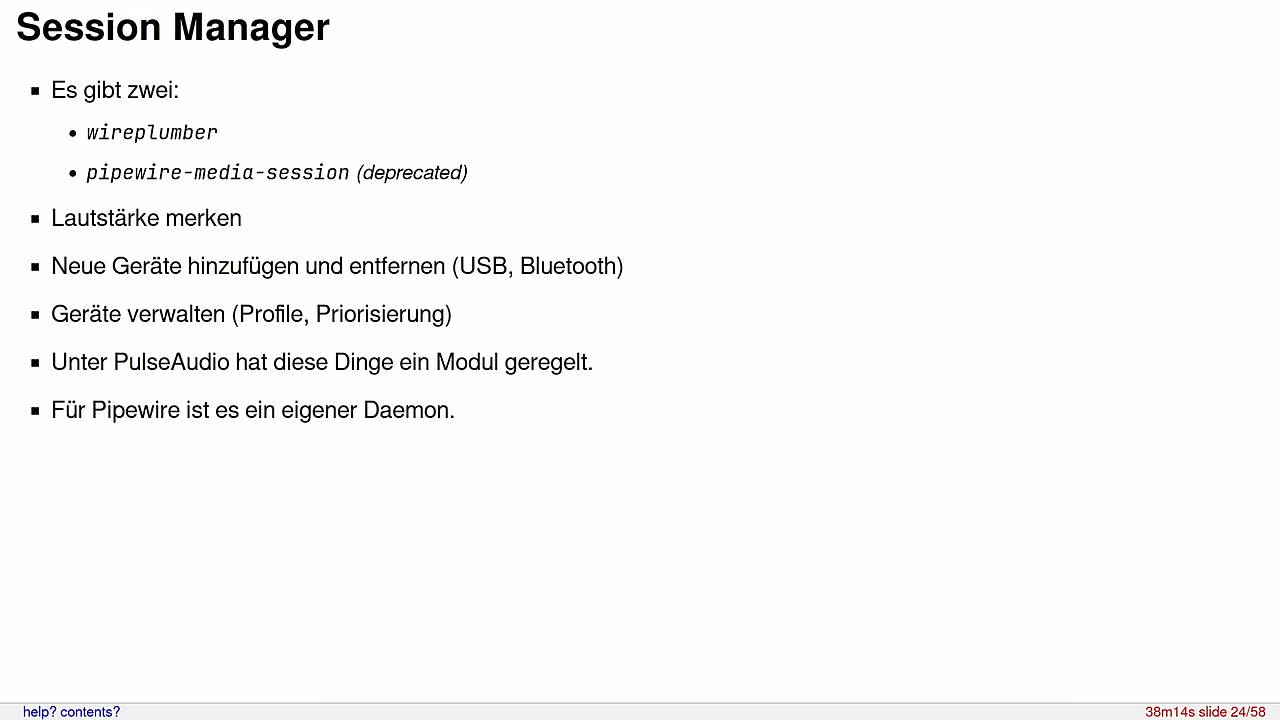 Session Manager
Es gibt zwei:
wireplumber
pipewire-media-session (deprecated)
Lautstärke merken
Neue Geräte hinzufügen und entfernen (USB, Bluetooth)
Geräte verwalten (Profile, Priorisierung)
Unter PulseAudio hat diese Dinge ein Modul geregelt.
Für Pipewire ist es ein eigener Daemon.
help? contents? 38m14s slide 24/58